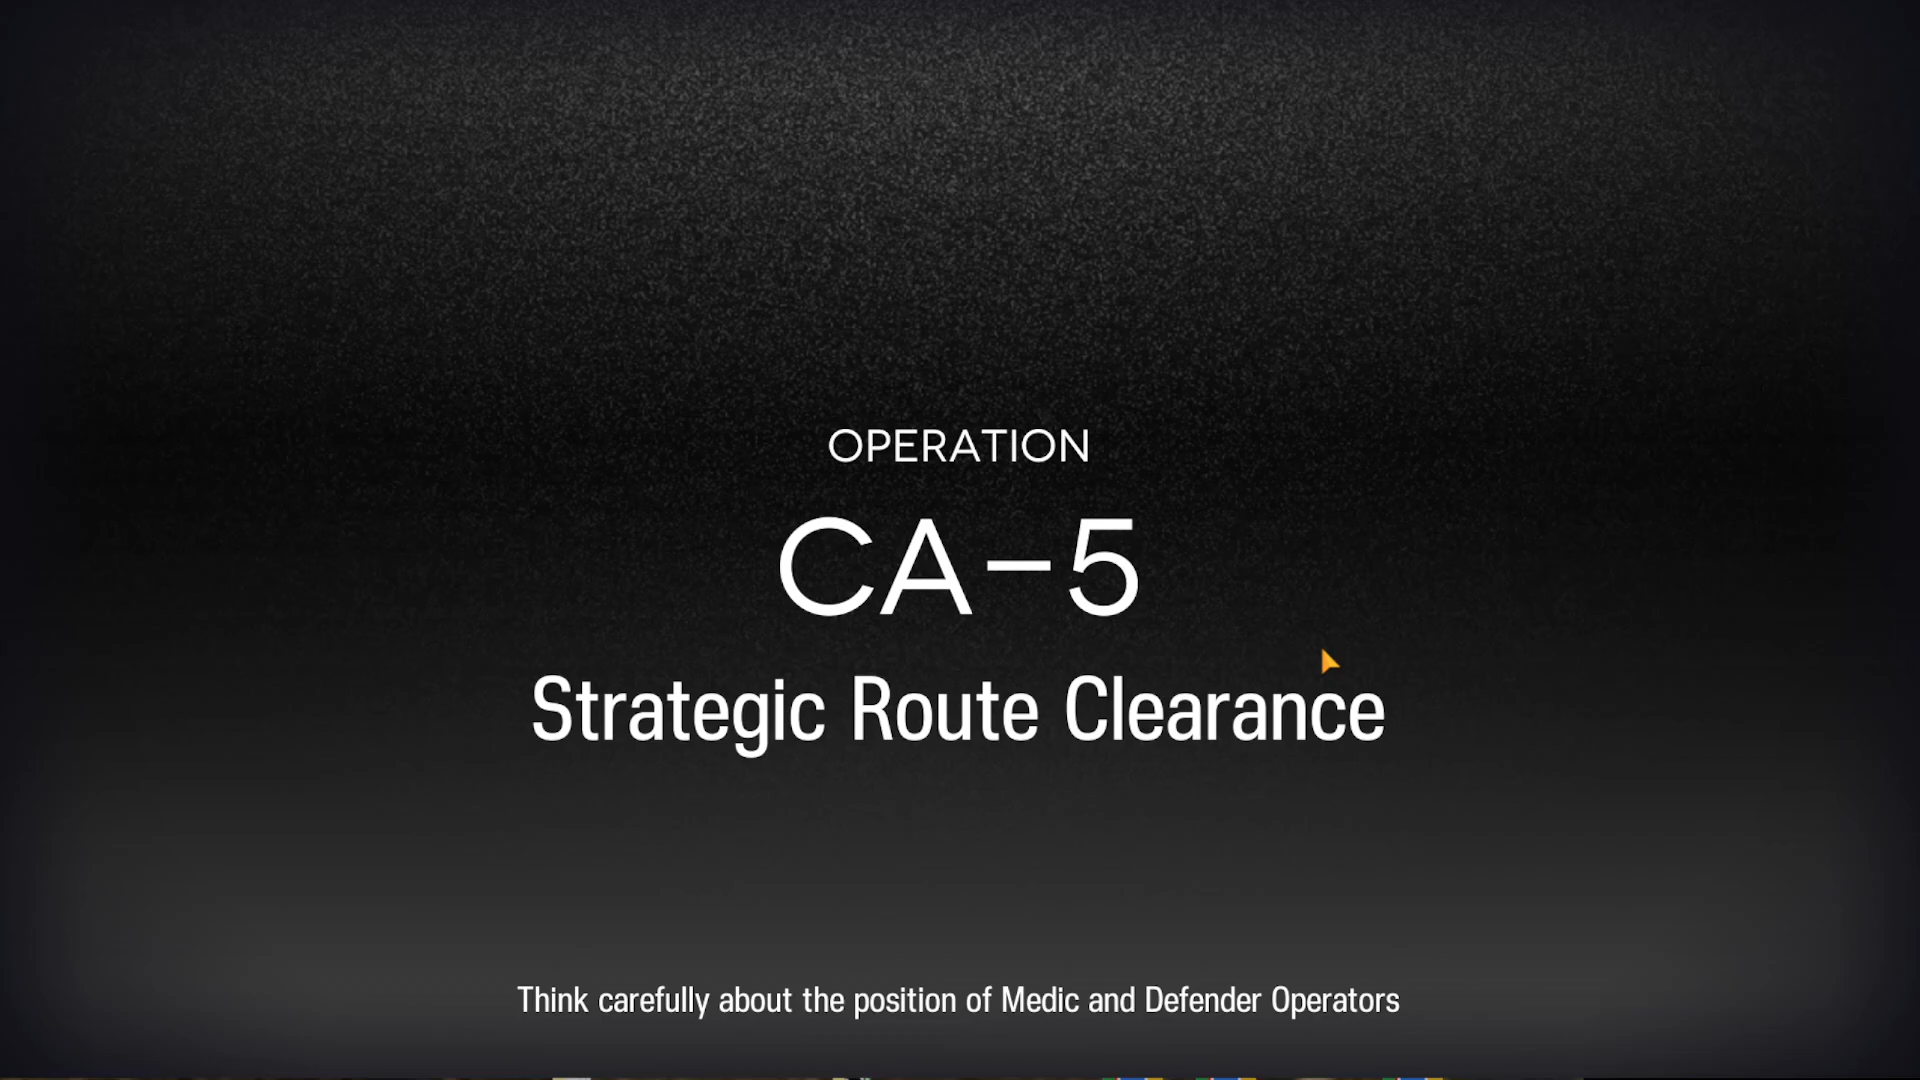 OPERATION
CA-5
Strategic Route Clearance
Think carefully about the position of Medic and Defender Operators